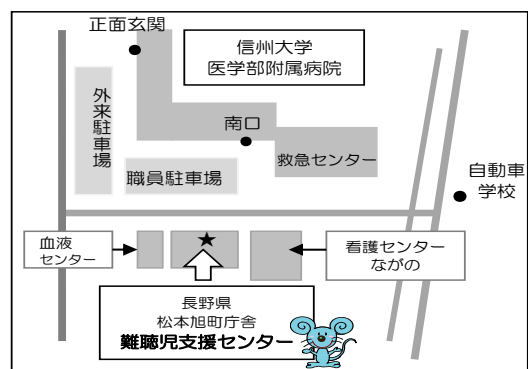 正面玄関
信州大学
医学部附属病院
外来駐車場
南口
救急センター
職員駐車場
自動車
学校
血液
センター
看護センター
ながの
長野県
松本旭町庁舎
難聴児支援センター